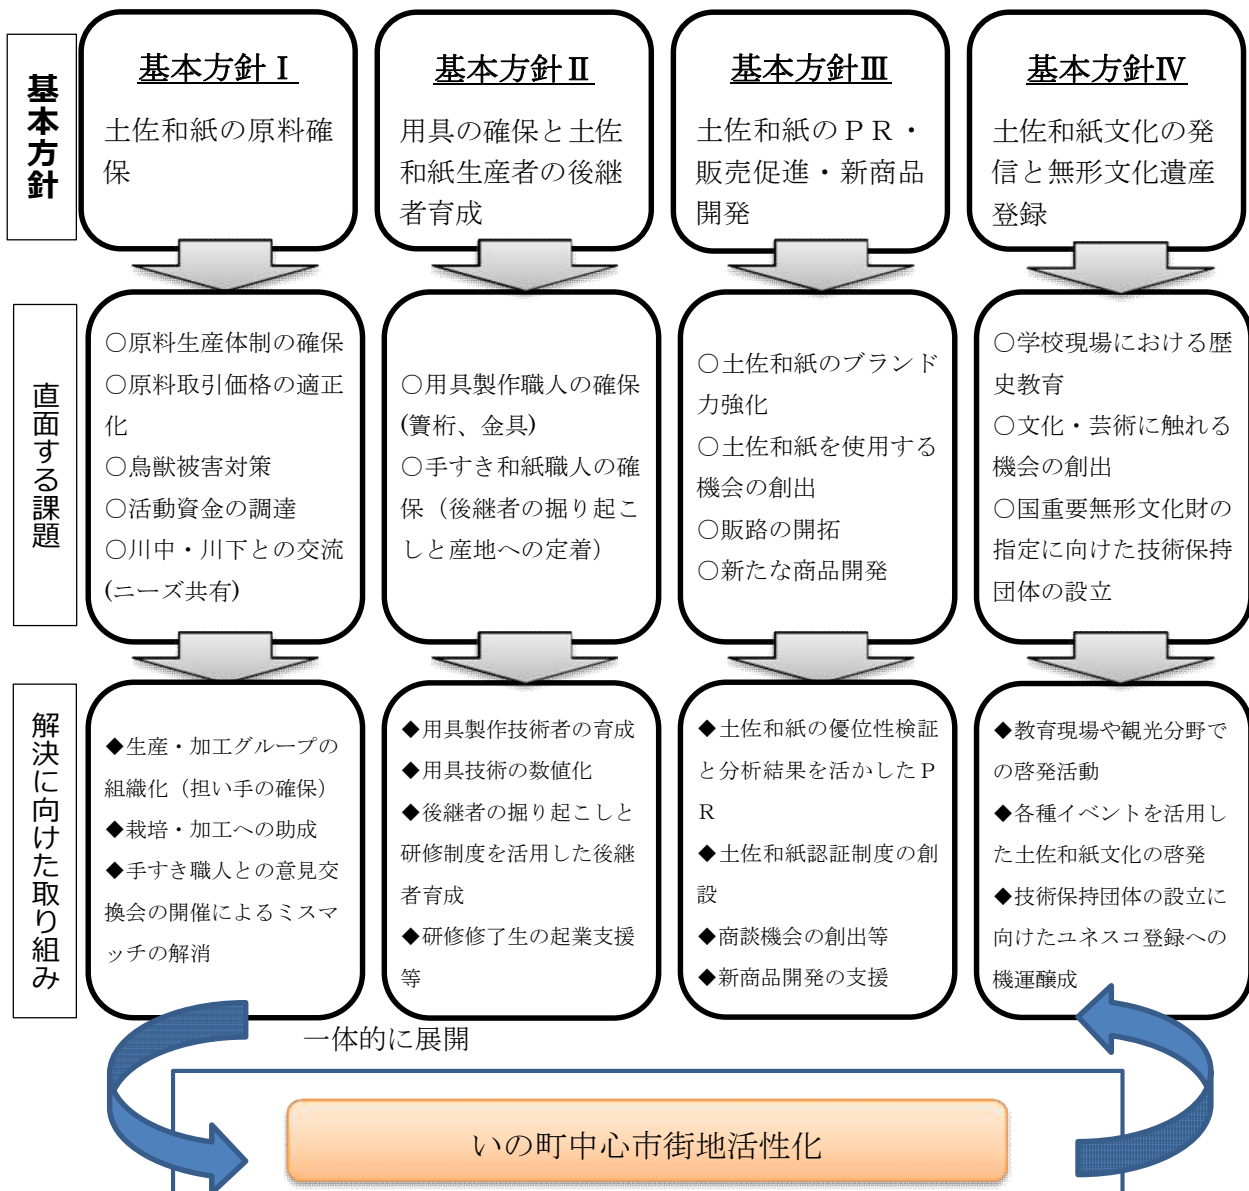 基本方針
基本方針Ⅰ
土佐和紙の原料確
保
基本方針Ⅱ
用具の確保と土佐
和紙生産者の後継
者育成
基本方針Ⅲ
土佐和紙のＰＲ・
販売促進・新商品
開発
基本方針Ⅳ
土佐和紙文化の発
信と無形文化遺産
登録
直面する課題
○原料生産体制の確保
○原料取引価格の適正
化
○鳥獣被害対策
○活動資金の調達
○川中・川下との交流
(ニーズ共有)
○用具製作職人の確保
(簀桁、金具)
○手すき和紙職人の確
保（後継者の掘り起こ
しと産地への定着）
○土佐和紙のブランド
力強化
○土佐和紙を使用する
機会の創出
○販路の開拓
○新たな商品開発
○学校現場における歴
史教育
○文化・芸術に触れる
機会の創出
○国重要無形文化財の
指定に向けた技術保持
団体の設立
解決に向けた取り組み
◆生産・加工グループの
組織化（担い手の確保）
◆栽培・加工への助成
◆手すき職人との意見交
換会の開催によるミスマ
ッチの解消
◆用具製作技術者の育成
◆用具技術の数値化
◆後継者の掘り起こしと
研修制度を活用した後継
者育成
◆研修修了生の起業支援
等
◆土佐和紙の優位性検証
と分析結果を活かしたＰ
Ｒ
◆土佐和紙認証制度の創
設
◆商談機会の創出等
◆新商品開発の支援
◆教育現場や観光分野で
の啓発活動
◆各種イベントを活用し
た土佐和紙文化の啓発
◆技術保持団体の設立に
向けたユネスコ登録への
機運醸成
一体的に展開
いの町中心市街地活性化